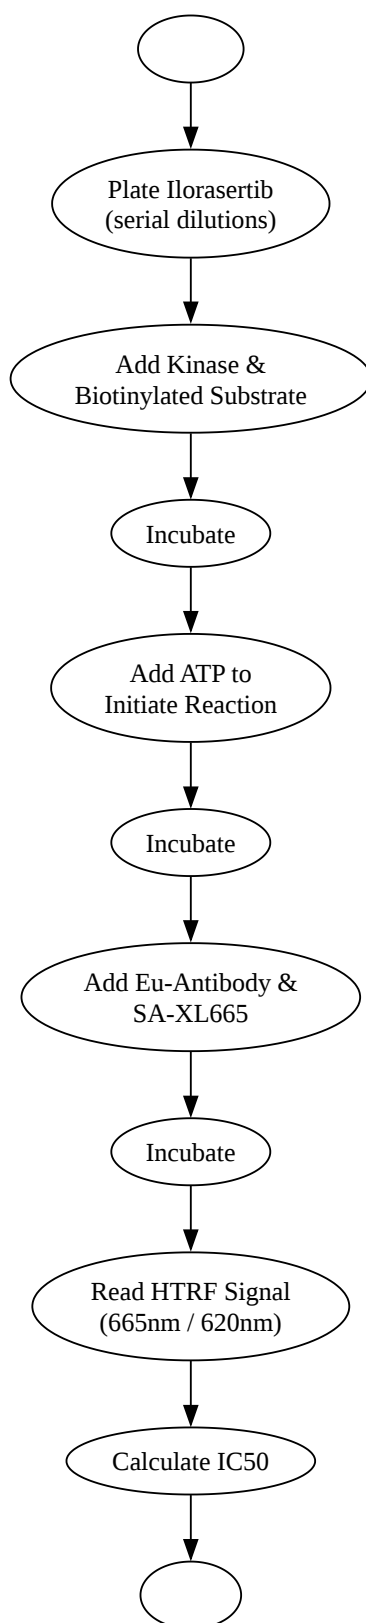 Plate Ilorasertib
(serial dilutions)
Add Kinase &
Biotinylated Substrate
Incubate
Add ATP to
Initiate Reaction
Incubate
Add Eu-Antibody &
SA-XL665
Incubate
Read HTRF Signal
(665nm / 620nm)
Calculate IC50